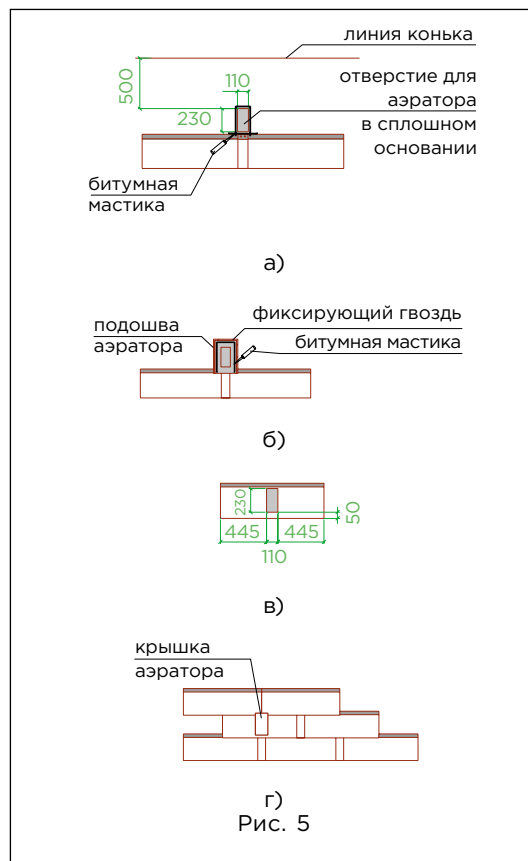 линия конька
110
отверстие для
аэратора
в сплошном
основании
500
230
битумная
мастика
а)
подошва
аэратора
фиксирующий гвоздь
битумная мастика
б)
230
50
445
445
110
в)
крышка
аэратора
г)
Рис. 5